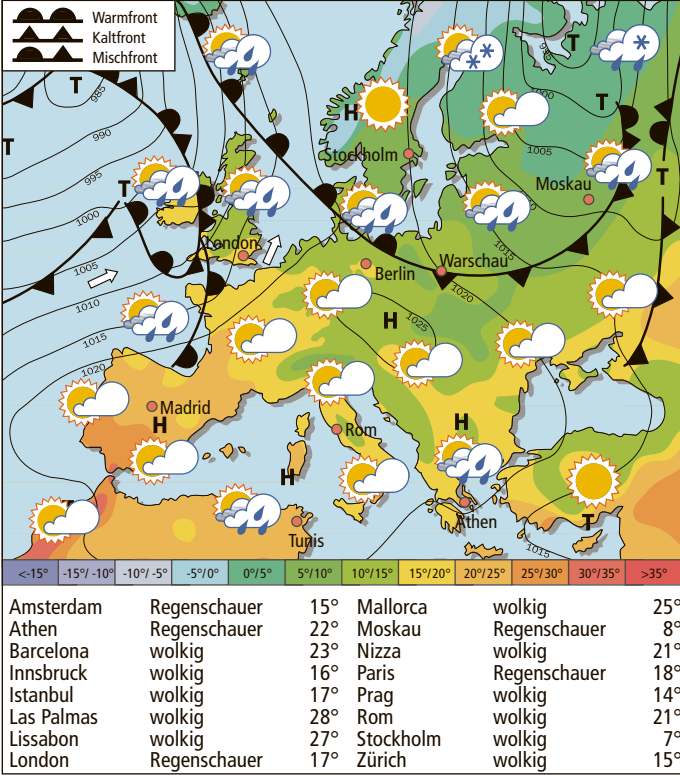 Warmfront
Kaltfront
Mischfront
T
985
990
995
1000
1005
1010
1015
1020
T
T
H
Stockholm
T
995
1000
T
1005
Moskau
T
London
Berlin
Warschau
1015
1020
H
1025
Madrid
H
Rom
H
H
Athen
T
Tunis
1015
<-15° -15°/-10° -10°/-5° -5°/0° 0°/5° 5°/10° 10°/15° 15°/20° 20°/25° 25°/30° 30°/35° >35°
Amsterdam Regenschauer 15° Mallorca wolkig 25°
Athen Regenschauer 22° Moskau Regenschauer 8°
Barcelona wolkig 23° Nizza wolkig 21°
Innsbruck wolkig 16° Paris Regenschauer 18°
Istanbul wolkig 17° Prag wolkig 14°
Las Palmas wolkig 28° Rom wolkig 21°
Lissabon wolkig 27° Stockholm wolkig 7°
London Regenschauer 17° Zürich wolkig 15°